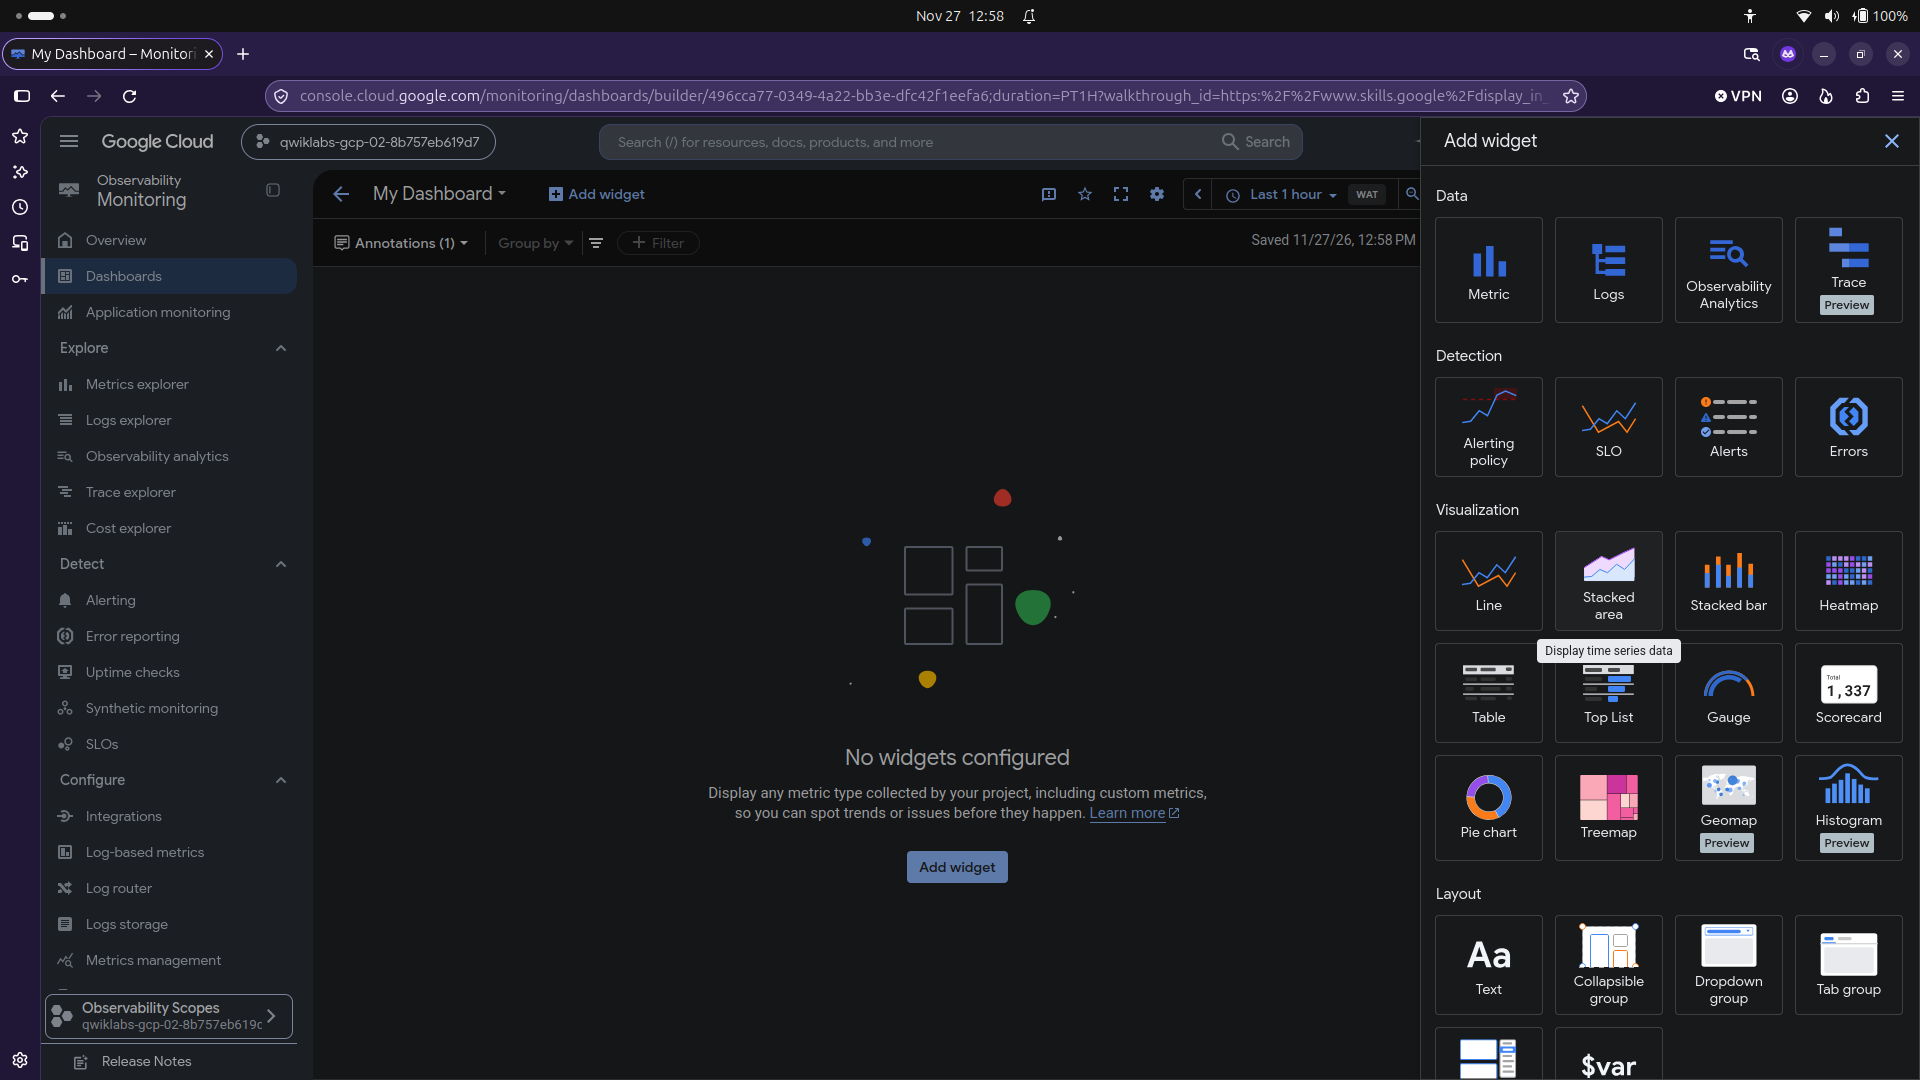 Nov 27 12:58
100%
My Dashboard – Monitori
console.cloud.google.com/monitoring/dashboards/builder/496cca77-0349-4a22-bb3e-dfc42f1eefa6;duration=PT1H?walkthrough_id=https:%2F%2Fwww.skills.google%2Fdisplay_in_
VPN
Google Cloud
qwiklabs-gcp-02-8b757eb619d7
Search (/) for resources, docs, products, and more
Search
Observability
Monitoring
Overview
Dashboards
Application monitoring
Explore
Metrics explorer
Logs explorer
Observability analytics
Trace explorer
Cost explorer
Detect
Alerting
Error reporting
Uptime checks
Synthetic monitoring
SLOs
Configure
Integrations
Log-based metrics
Log router
Logs storage
Metrics management
Observability Scopes
qwiklabs-gcp-02-8b757eb619d
Release Notes
My Dashboard
Add widget
Last 1 hour
WAT
Annotations (1)
Group by
Filter
Saved 11/27/26, 12:58 PM
No widgets configured
Display any metric type collected by your project, including custom metrics,
so you can spot trends or issues before they happen. Learn more
Add widget
Add widget
Data
Metric
Logs
Observability
Analytics
Trace
Preview
Detection
Alerting
policy
SLO
Alerts
Errors
Visualization
Line
Stacked
area
Stacked bar
Heatmap
Display time series data
Table
Top List
Gauge
Total
1,337
Scorecard
Pie chart
Treemap
Geomap
Preview
Histogram
Preview
Layout
Aa
Text
Collapsible
group
Dropdown
group
Tab group
$var